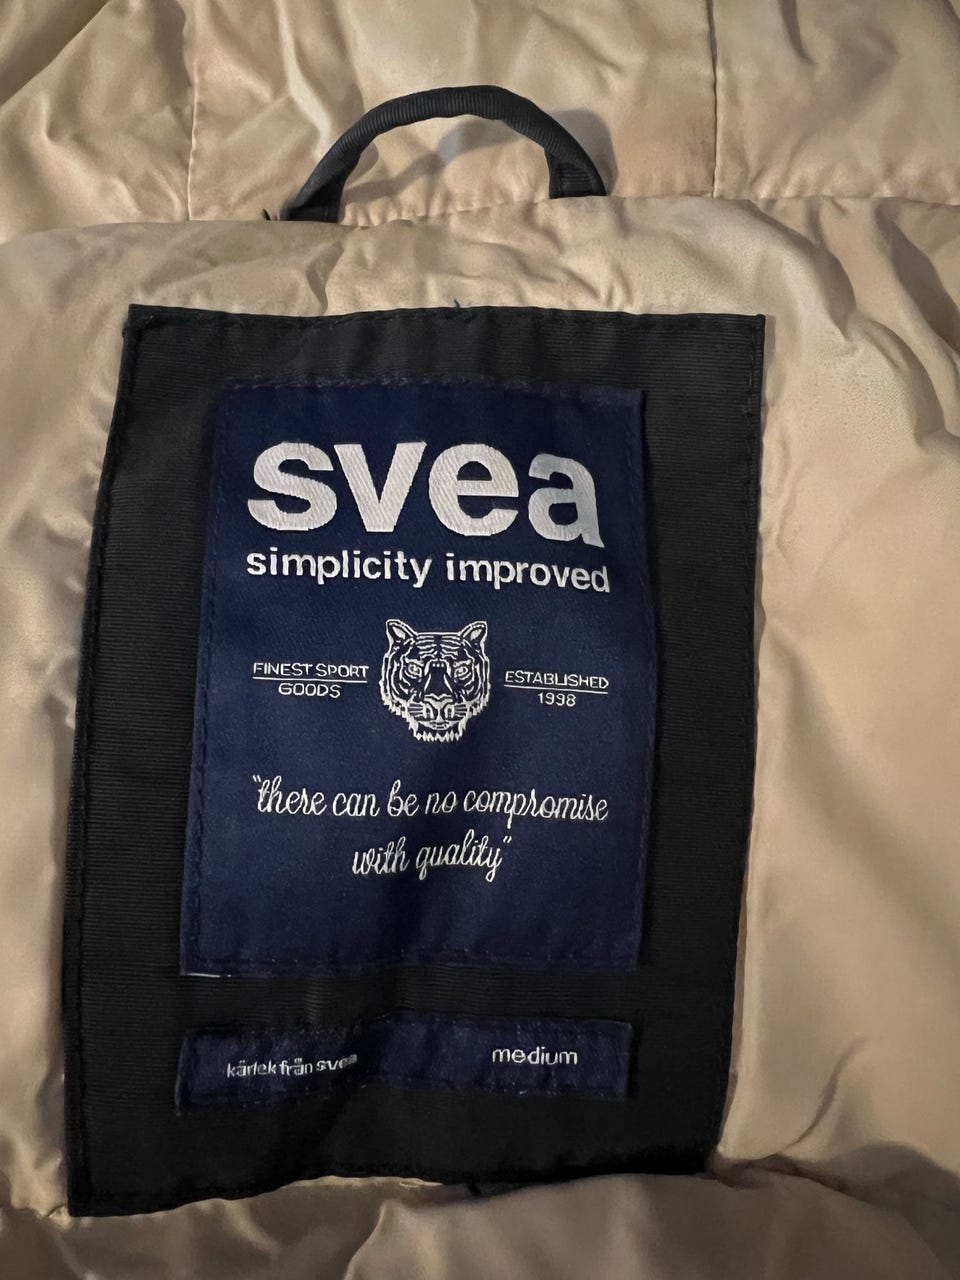 svea
simplicity improved
FINEST SPORT
GOODS
ESTABLISHED
1998
"there can be no compromise
with quality"
kärlek från svea
medium